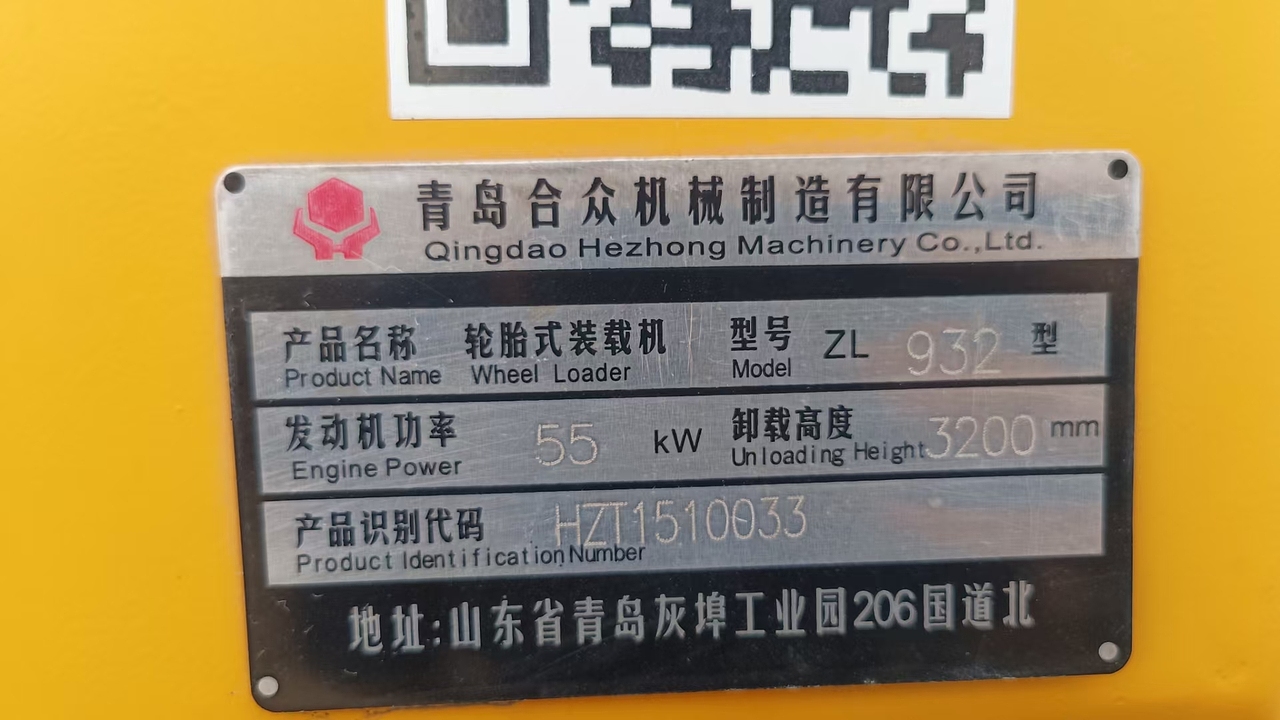 青岛合众机械制造有限公司
Qingdao Hezhong Machinery Co.,Ltd.
产品名称 轮胎式装载机 型号 ZL 932 型
Product Name Wheel Loader Model
发动机功率 55 kW 卸载高度 3200 mm
Engine Power Unloading Height
产品识别代码 HZT1510033
Product Identification Number
地址:山东省青岛灰埠工业园206国道北